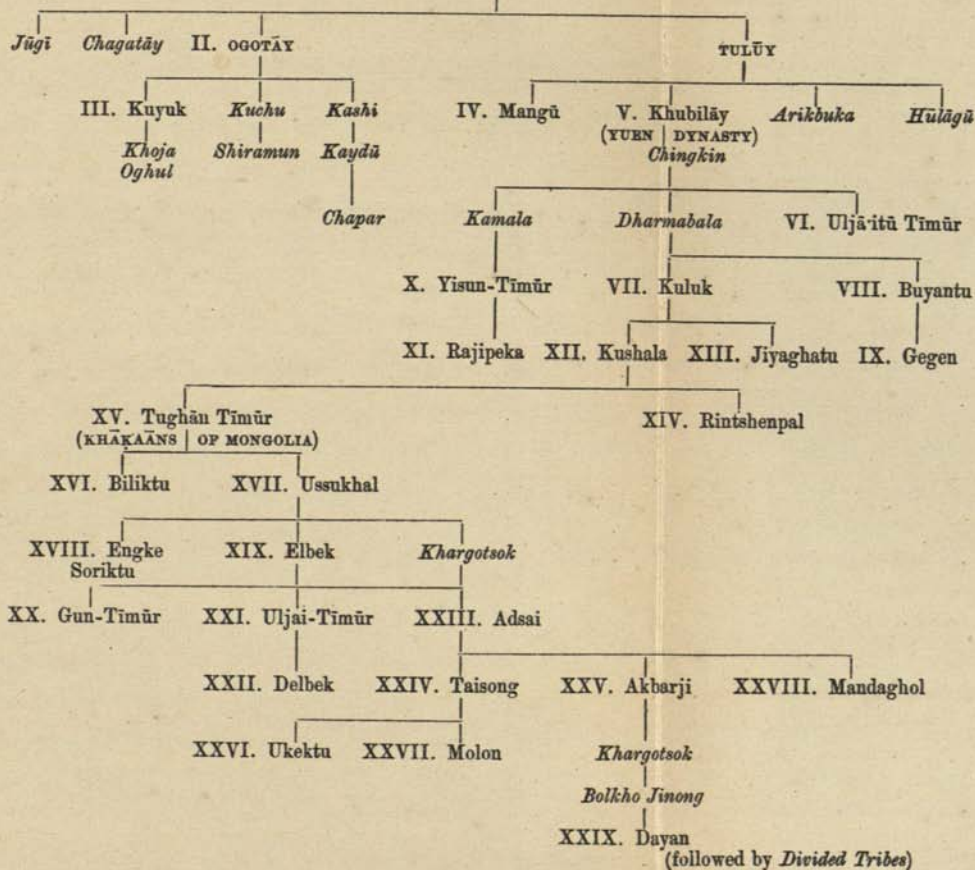 Jūgī Chagatāy II. OGOTĀY TULŪY
III. Kuyuk Kuchu Kashi IV. Mangū V. Khubilāy Arikbuka Hūlāgū
(YUEN | DYNASTY)
Khoja Oghul Shiramun Kaydū Chingkin
Chapar Kamala Dharmabala VI. Uljā·itū Tīmūr
X. Yisun-Tīmūr VII. Kuluk VIII. Buyantu
XI. Rajipeka XII. Kushala XIII. Jiyaghatu IX. Gegen
XV. Tughān Tīmūr XIV. Rintshenpal
(KHĀḲAĀNS | OF MONGOLIA)
XVI. Biliktu XVII. Ussukhal
XVIII. Engke Soriktu XIX. Elbek Khargotsok
XX. Gun-Tīmūr XXI. Uljai-Tīmūr XXIII. Adsai
XXII. Delbek XXIV. Taisong XXV. Akbarji XXVIII. Mandaghol
XXVI. Ukektu XXVII. Molon Khargotsok
Bolkho Jinong
XXIX. Dayan
(followed by Divided Tribes)